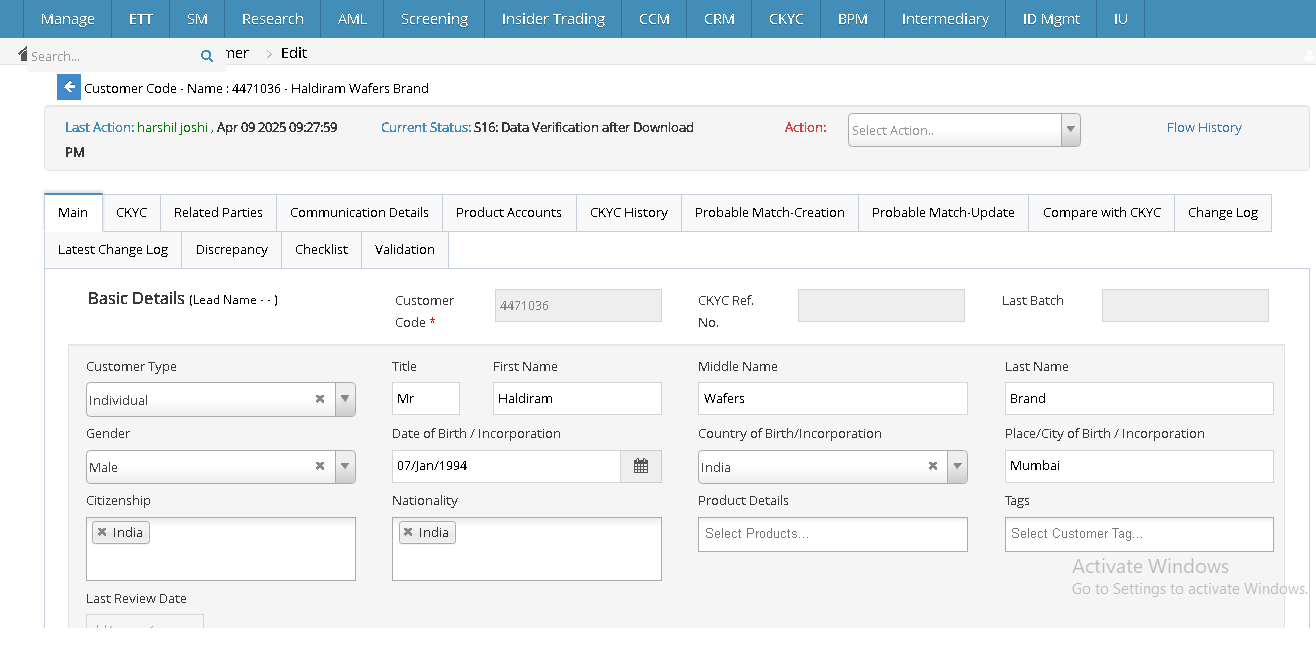 Manage ETT SM Research AML Screening Insider Trading CCM CRM CKYC BPM Intermediary ID Mgmt IU
Search... mer > Edit
Customer Code - Name : 4471036 - Haldiram Wafers Brand
Last Action: harshil joshi , Apr 09 2025 09:27:59 PM
Current Status: S16: Data Verification after Download
Action: Select Action..
Flow History
Main CKYC Related Parties Communication Details Product Accounts CKYC History Probable Match-Creation Probable Match-Update Compare with CKYC Change Log
Latest Change Log Discrepancy Checklist Validation
Basic Details (Lead Name - - )
Customer Code * 4471036
CKYC Ref. No.
Last Batch
Customer Type Title First Name Middle Name Last Name
Individual Mr Haldiram Wafers Brand
Gender Date of Birth / Incorporation Country of Birth/Incorporation Place/City of Birth / Incorporation
Male 07/Jan/1994 India Mumbai
Citizenship Nationality Product Details Tags
India India Select Products... Select Customer Tag...
Activate Windows
Go to Settings to activate Windows.
Last Review Date